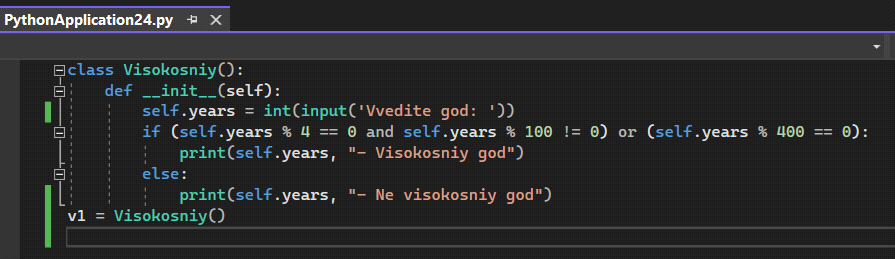 PythonApplication24.py
class Visokosniy():
    def __init__(self):
        self.years = int(input('Vvedite god: '))
        if (self.years % 4 == 0 and self.years % 100 != 0) or (self.years % 400 == 0):
            print(self.years, "— Visokosniy god")
        else:
            print(self.years, "— Ne visokosniy god")
v1 = Visokosniy()